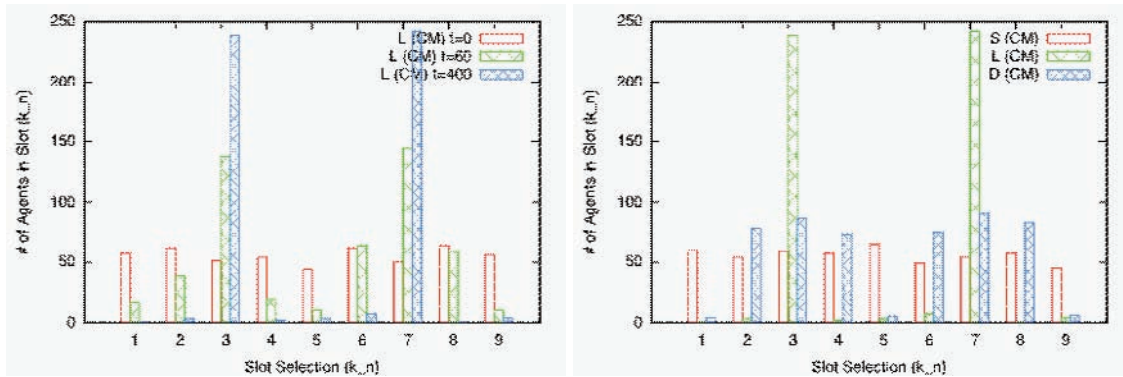 250
200
150
100
50
0
# of Agents in Slot (k_n)
L (CM) t=0
L (CM) t=60
L (CM) t=400
1 2 3 4 5 6 7 8 9
Slot Selection (k_n)
250
200
150
100
50
0
# of Agents in Slot (k_n)
S (CM)
L (CM)
D (CM)
1 2 3 4 5 6 7 8 9
Slot Selection (k_n)